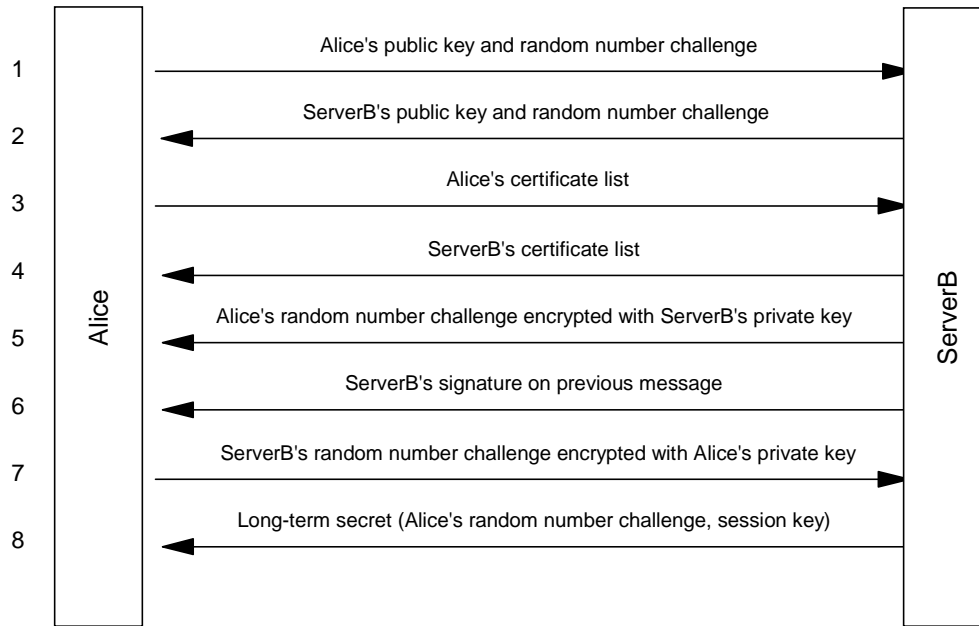 Alice
ServerB
1
Alice's public key and random number challenge
2
ServerB's public key and random number challenge
3
Alice's certificate list
4
ServerB's certificate list
5
Alice's random number challenge encrypted with ServerB's private key
6
ServerB's signature on previous message
7
ServerB's random number challenge encrypted with Alice's private key
8
Long-term secret (Alice's random number challenge, session key)